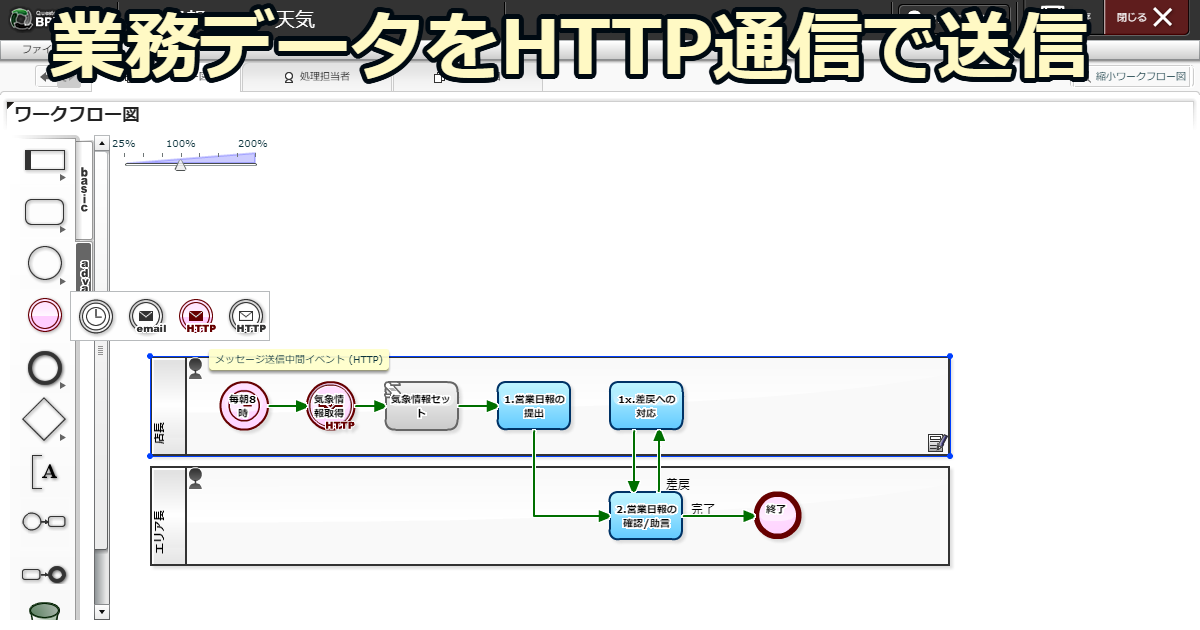 業務データをHTTP通信で送信
天気
閉じる
ファイ
処理担当者
縮小ワークフロー図
ワークフロー図
25%
100%
200%
basic
adva
email
HTTP
HTTP
メッセージ送信中間イベント (HTTP)
店長
毎朝8
時
気象情
報取得
HTTP
気象情報セッ
ト
1.営業日報の
提出
1x.差戻への
対応
差戻
エリア長
2.営業日報の
確認/助言
完了
終了
A